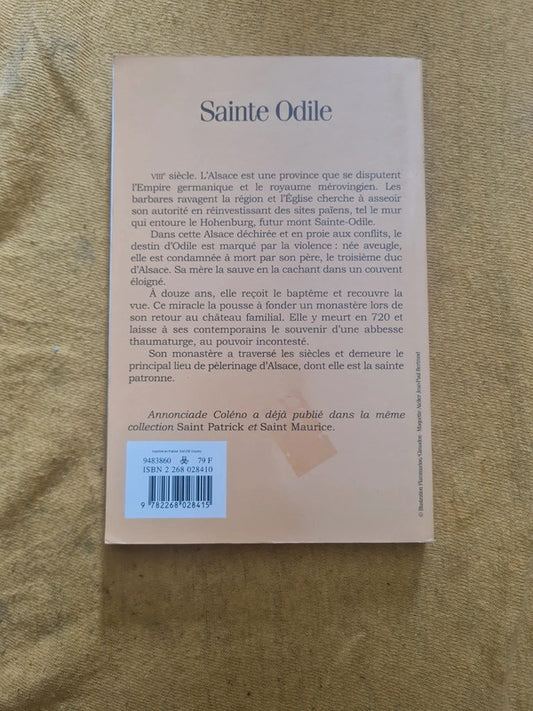 Sainte Odile
VIIIe siècle. L'Alsace est une province que se disputent
l'Empire germanique et le royaume mérovingien. Les
barbares ravagent la région et l'Église cherche à asseoir
son autorité en réinvestissant des sites païens, tel le mur
qui entoure le Hohenburg, futur mont Sainte-Odile.
Dans cette Alsace déchirée et en proie aux conflits, le
destin d'Odile est marqué par la violence : née aveugle,
elle est condamnée à mort par son père, le troisième duc
d'Alsace. Sa mère la sauve en la cachant dans un couvent
éloigné.
À douze ans, elle reçoit le baptême et recouvre la
vue. Ce miracle la pousse à fonder un monastère lors de
son retour au château familial. Elle y meurt en 720 et
laisse à ses contemporains le souvenir d'une abbesse
thaumaturge, au pouvoir incontesté.
Son monastère a traversé les siècles et demeure le
principal lieu de pèlerinage d'Alsace, dont elle est la sainte
patronne.
Annonciade Coléno a déjà publié dans la même
collection Saint Patrick et Saint Maurice.
9483860 79 F
ISBN 2 268 028410
9 782268 028415
© Illustration Flammarion/Giraudon - Maquette Atelier Jean-Paul Bertrand